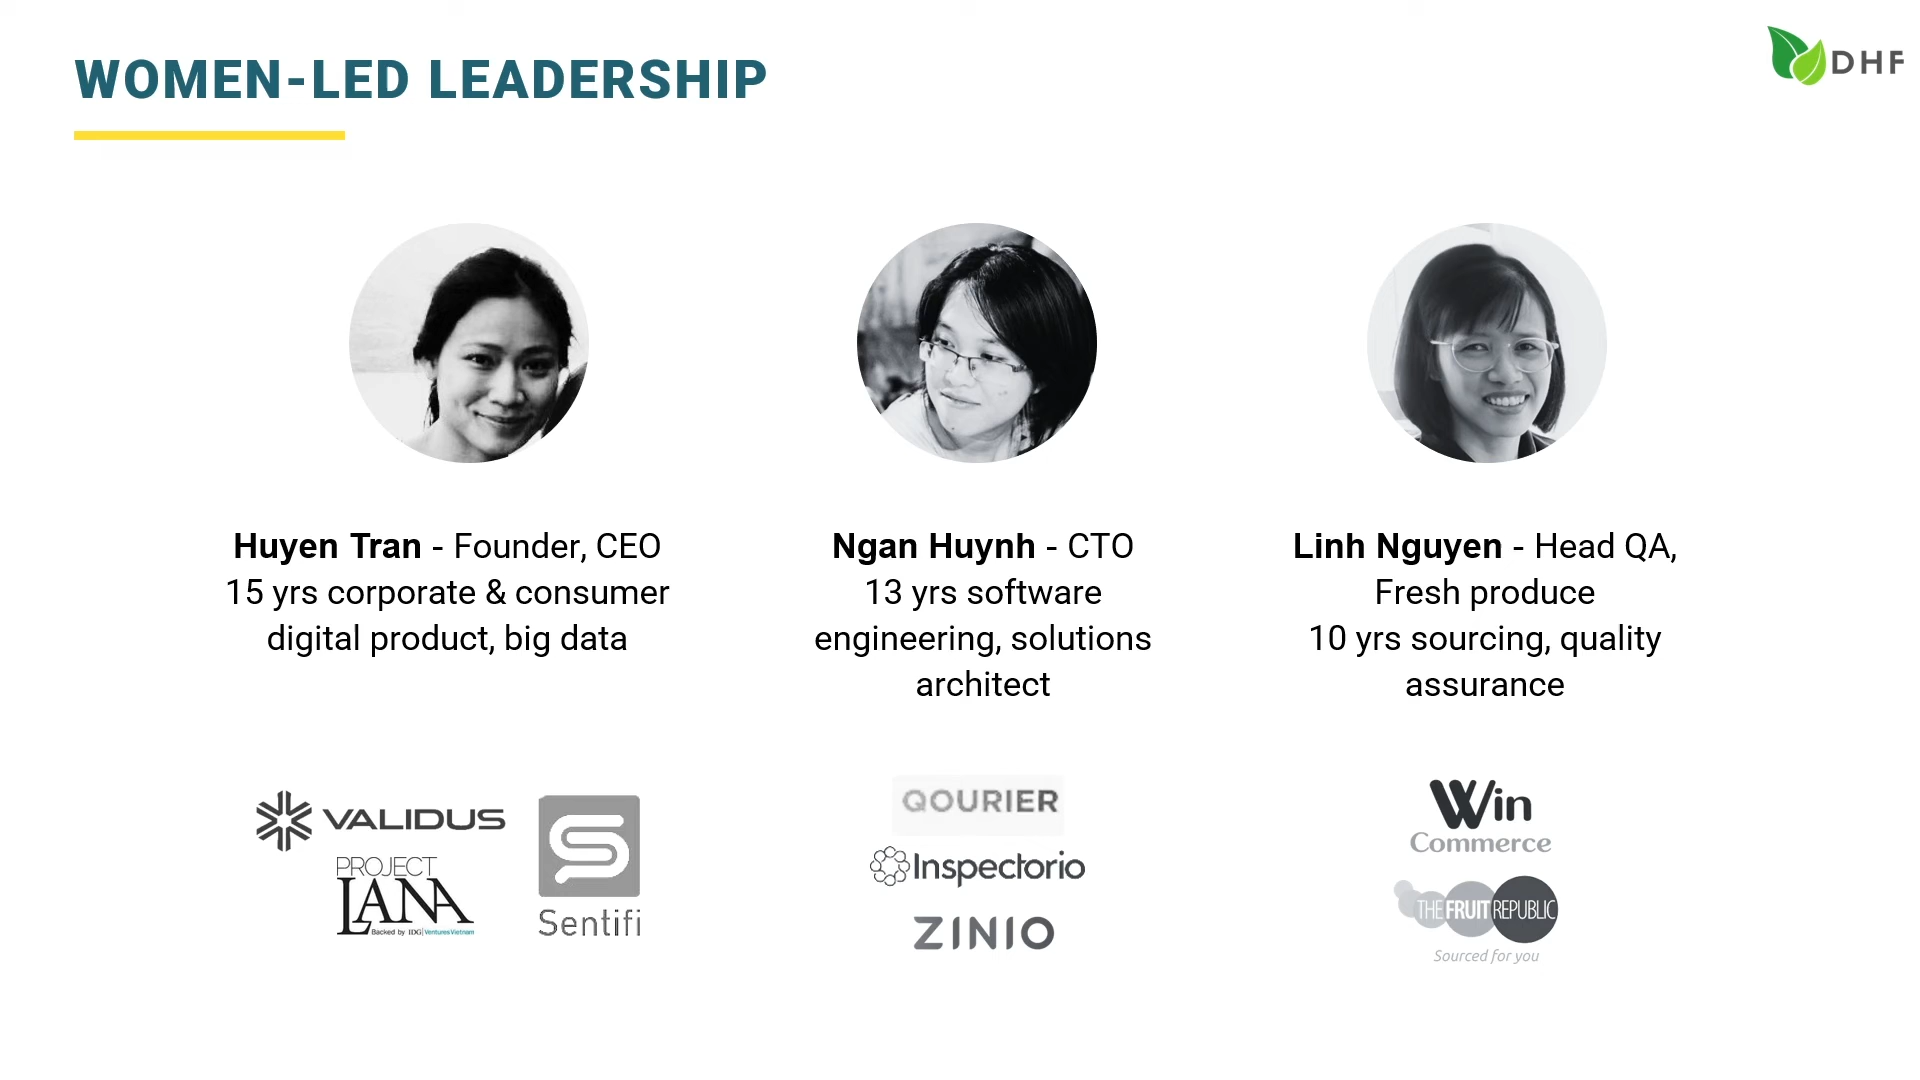 WOMEN-LED LEADERSHIP
DHF
Huyen Tran - Founder, CEO
15 yrs corporate & consumer
digital product, big data
Ngan Huynh - CTO
13 yrs software
engineering, solutions
architect
Linh Nguyen - Head QA,
Fresh produce
10 yrs sourcing, quality
assurance
VALIDUS
PROJECT
LANA
Backed by IDG Ventures Vietnam
Sentifi
QOURIER
Inspectorio
ZINIO
Win
Commerce
THE FRUIT REPUBLIC
Sourced for you